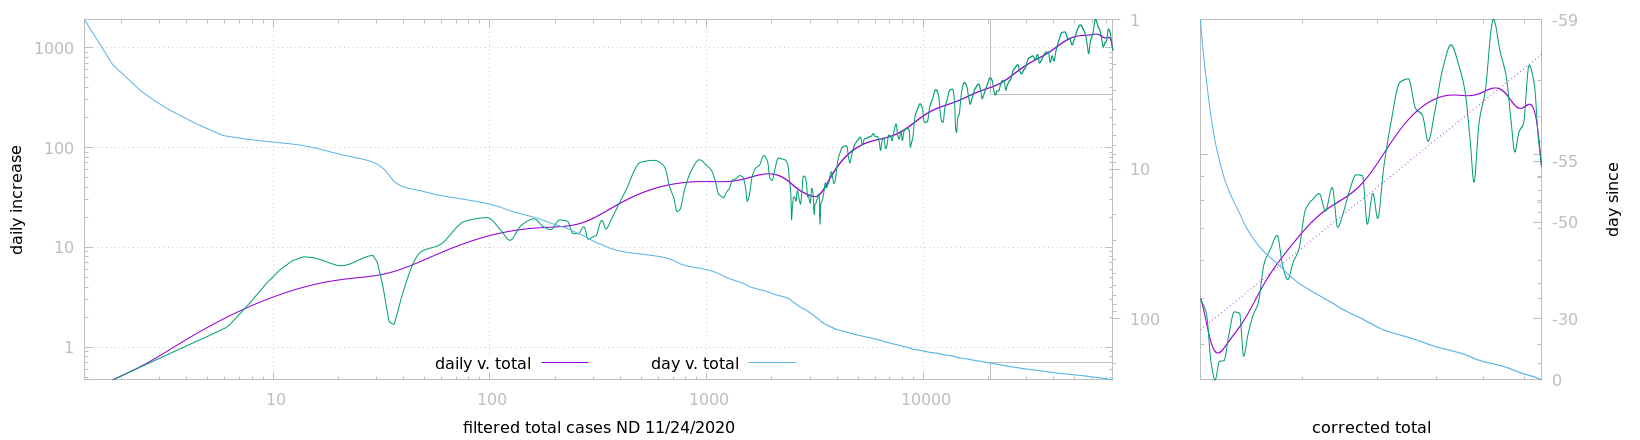 1000
100
10
1
daily increase
1
10
100
daily v. total
day v. total
10
100
1000
10000
filtered total cases ND 11/24/2020
-59
-55
-50
-30
0
day since
corrected total